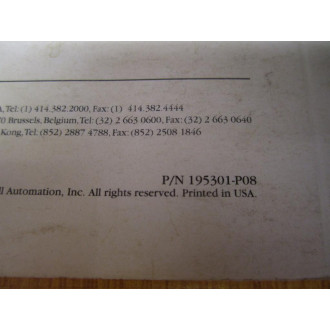 Tel: (1) 414.382.2000, Fax: (1) 414.382.4444
Brussels, Belgium, Tel: (32) 2 663 0600, Fax: (32) 2 663 0640
Kong, Tel: (852) 2887 4788, Fax: (852) 2508 1846
P/N 195301-P08
Automation, Inc. All rights reserved. Printed in USA.